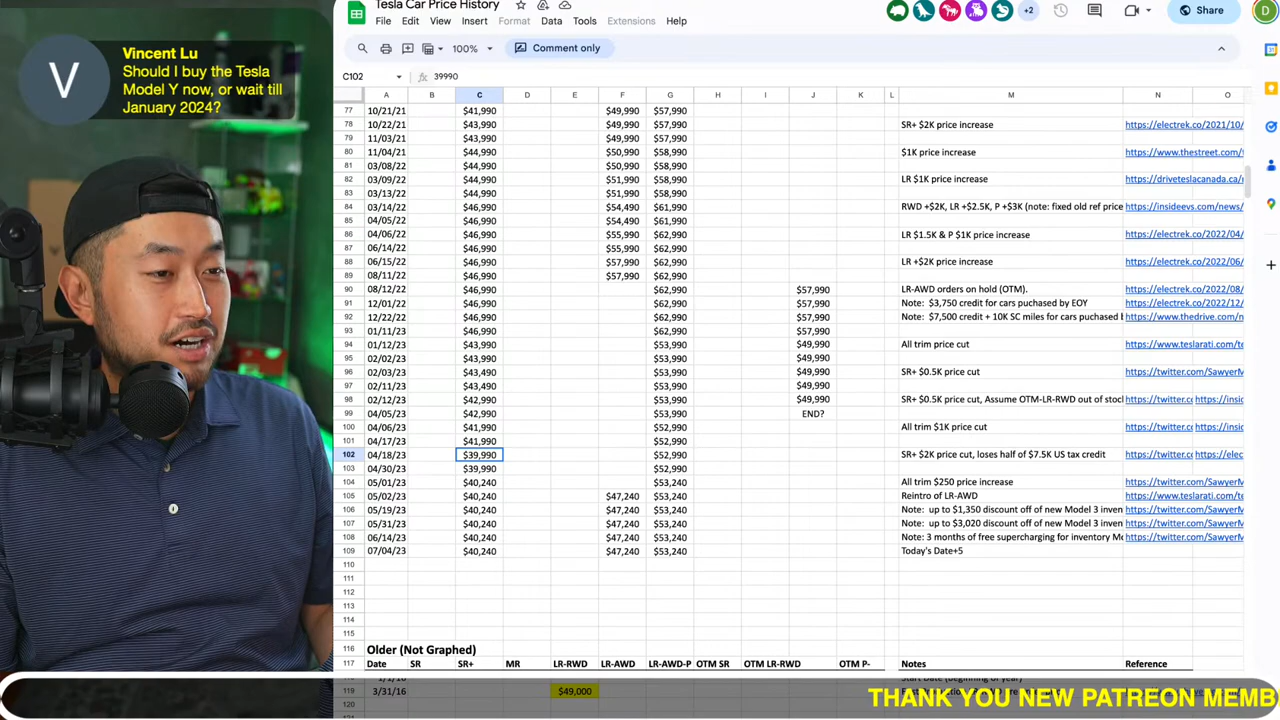 Tesla Car Price History
File Edit View Insert Format Data Tools Extensions Help
+2
Share
D
100%
Comment only
C102
39990
V
Vincent Lu
Should I buy the Tesla
Model Y now, or wait till
January 2024?
A B C D E F G H I J K L M N O
77 10/21/21 $41,990 $49,990 $57,990
78 10/22/21 $43,990 $49,990 $57,990 SR+ $2K price increase https://electrek.co/2021/10/
79 11/03/21 $43,990 $49,990 $57,990
80 11/04/21 $44,990 $50,990 $58,990 $1K price increase https://www.thestreet.com/
81 03/08/22 $44,990 $50,990 $58,990
82 03/09/22 $44,990 $51,990 $58,990 LR $1K price increase https://driveteslacanada.ca/
83 03/13/22 $44,990 $51,990 $58,990
84 03/14/22 $46,990 $54,490 $61,990 RWD +$2K, LR +$2.5K, P +$3K (note: fixed old ref price https://insideevs.com/news/
85 04/05/22 $46,990 $54,490 $61,990
86 04/06/22 $46,990 $55,990 $62,990 LR $1.5K & P $1K price increase https://electrek.co/2022/04/
87 06/14/22 $46,990 $55,990 $62,990
88 06/15/22 $46,990 $57,990 $62,990 LR +$2K price increase https://electrek.co/2022/06/
89 08/11/22 $46,990 $57,990 $62,990
90 08/12/22 $46,990 $62,990 $57,990 LR-AWD orders on hold (OTM). https://electrek.co/2022/08/
91 12/01/22 $46,990 $62,990 $57,990 Note: $3,750 credit for cars puchased by EOY https://electrek.co/2022/12/
92 12/22/22 $46,990 $62,990 $57,990 Note: $7,500 credit + 10K SC miles for cars puchased https://www.thedrive.com/n
93 01/11/23 $46,990 $62,990 $57,990
94 01/12/23 $43,990 $53,990 $49,990 All trim price cut https://www.teslarati.com/te
95 02/02/23 $43,990 $53,990 $49,990
96 02/03/23 $43,490 $53,990 $49,990 SR+ $0.5K price cut https://twitter.com/SawyerM
97 02/11/23 $43,490 $53,990 $49,990
98 02/12/23 $42,990 $53,990 $49,990 SR+ $0.5K price cut, Assume OTM-LR-RWD out of stoc https://twitter.cc https://insid
99 04/05/23 $42,990 $53,990 END?
100 04/06/23 $41,990 $52,990 All trim $1K price cut https://twitter.cc https://insid
101 04/17/23 $41,990 $52,990
102 04/18/23 $39,990 $52,990 SR+ $2K price cut, loses half of $7.5K US tax credit https://twitter.cc https://elec
103 04/30/23 $39,990 $52,990
104 05/01/23 $40,240 $53,240 All trim $250 price increase https://twitter.com/SawyerM
105 05/02/23 $40,240 $47,240 $53,240 Reintro of LR-AWD https://www.teslarati.com/te
106 05/19/23 $40,240 $47,240 $53,240 Note: up to $1,350 discount off of new Model 3 inven https://twitter.com/SawyerM
107 05/31/23 $40,240 $47,240 $53,240 Note: up to $3,020 discount off of new Model 3 inven https://twitter.com/SawyerM
108 06/14/23 $40,240 $47,240 $53,240 Note: 3 months of free supercharging for inventory Mo https://twitter.com/SawyerM
109 07/04/23 $40,240 $47,240 $53,240 Today's Date+5
110
111
112
113
114
115
116 Older (Not Graphed)
117 Date SR SR+ MR LR-RWD LR-AWD LR-AWD-P OTM SR OTM LR-RWD OTM P- Notes Reference
119 3/31/16 $49,000
120
THANK YOU NEW PATREON MEMB